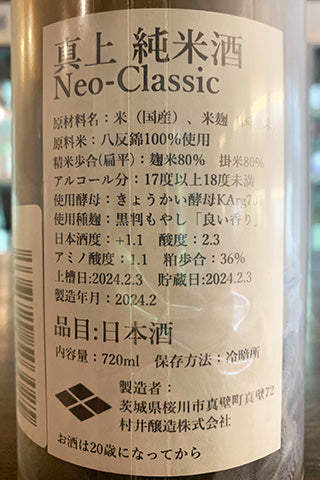 真上 純米酒
Neo-Classic
原材料名：米（国産）、米麹
原料米：八反錦100％使用
精米歩合(扁平)：麹米80％ 掛米80％
アルコール分：17度以上18度未満
使用酵母：きょうかい酵母KArg7
使用種麹：黒判もやし「良い香り」
日本酒度：+1.1 酸度：2.3
アミノ酸度：1.1 粕歩合：36％
上槽日:2024.2.3 貯蔵日:2024.2.3
製造年月：2024.2
品目:日本酒
内容量：720ml 保存方法：冷暗所
製造者：
茨城県桜川市真壁町真壁72
村井醸造株式会社
お酒は20歳になってから